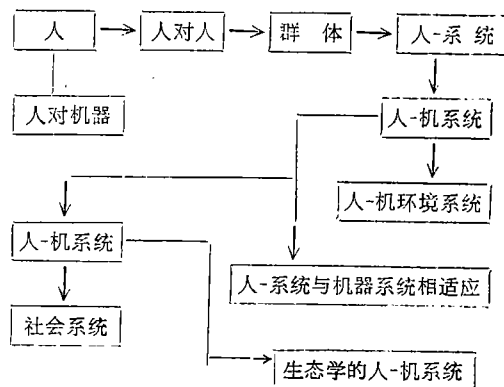 人 人对人 群 体 人-系 统
人对机器 人-机系统
人-机环境系统
人-机系统
人-系统与机器系统相适应
社会系统
生态学的人-机系统